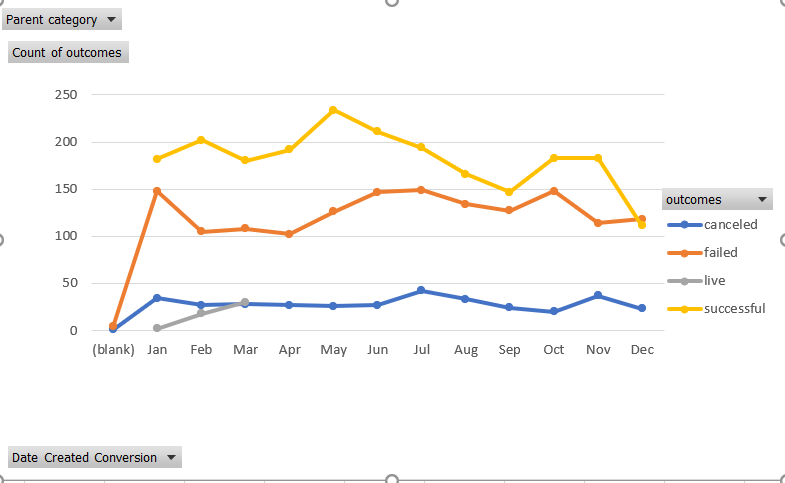 Parent category
Count of outcomes
250
200
150
100
50
0
(blank) Jan Feb Mar Apr May Jun Jul Aug Sep Oct Nov Dec
outcomes
canceled
failed
live
successful
Date Created Conversion